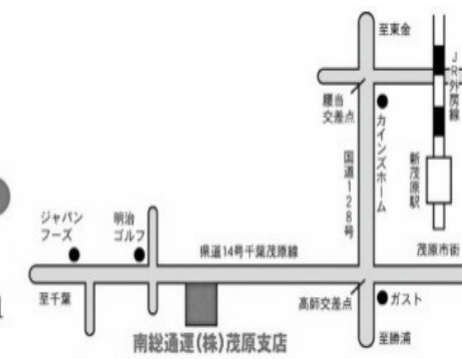 至東金
JR外房線
腰当
交差点
カインズホーム
国道128号
新茂原駅
ジャパン
フーズ
明治
ゴルフ
県道14号千葉茂原線
茂原市街
至千葉
高師交差点
ガスト
南総通運(株)茂原支店
至勝浦